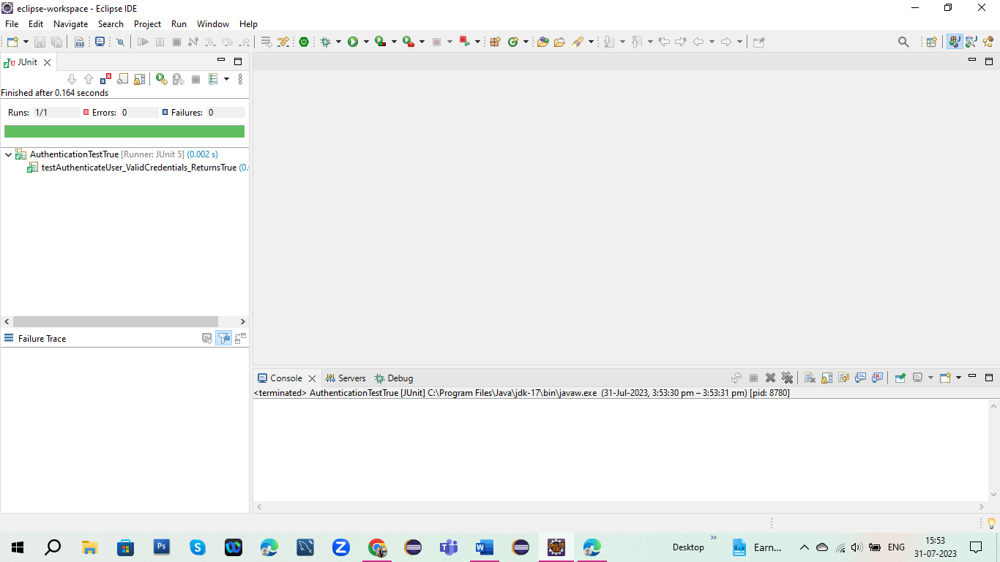 eclipse-workspace - Eclipse IDE
File Edit Navigate Search Project Run Window Help
JUnit
Finished after 0.164 seconds
Runs: 1/1 Errors: 0 Failures: 0
AuthenticationTestTrue [Runner: JUnit 5] (0.002 s)
testAuthenticateUser_ValidCredentials_ReturnsTrue (0.
Failure Trace
Console Servers Debug
<terminated> AuthenticationTestTrue [JUnit] C:\Program Files\Java\jdk-17\bin\javaw.exe (31-Jul-2023, 3:53:30 pm – 3:53:31 pm) [pid: 8780]
Ps
Desktop
Earn...
ENG
15:53
31-07-2023